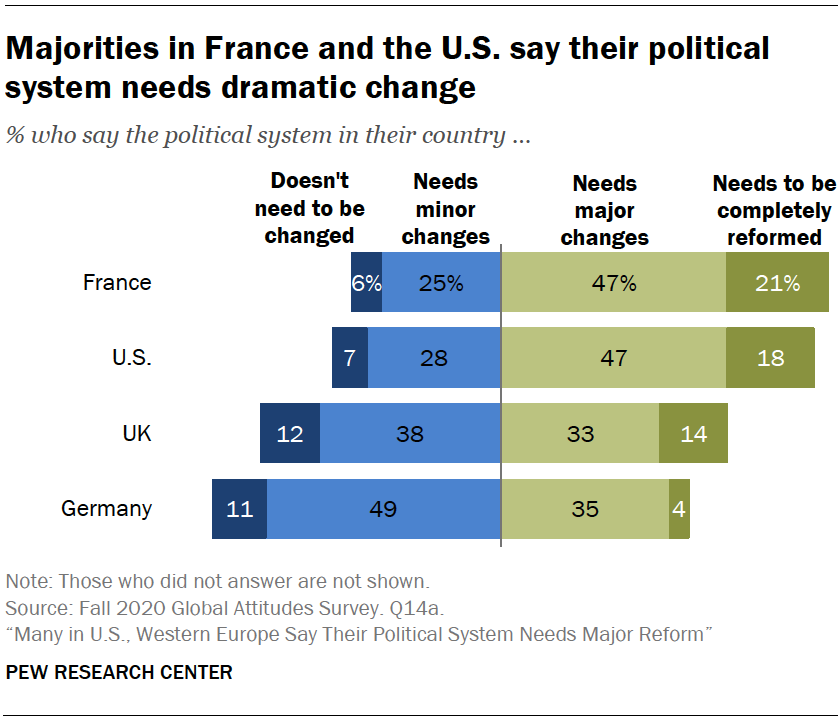 Majorities in France and the U.S. say their political
system needs dramatic change
% who say the political system in their country ...
Doesn't
need to be
changed
Needs
minor
changes
Needs
major
changes
Needs to be
completely
reformed
France 6% 25% 47% 21%
U.S. 7 28 47 18
UK 12 38 33 14
Germany 11 49 35 4
Note: Those who did not answer are not shown.
Source: Fall 2020 Global Attitudes Survey. Q14a.
“Many in U.S., Western Europe Say Their Political System Needs Major Reform”
PEW RESEARCH CENTER